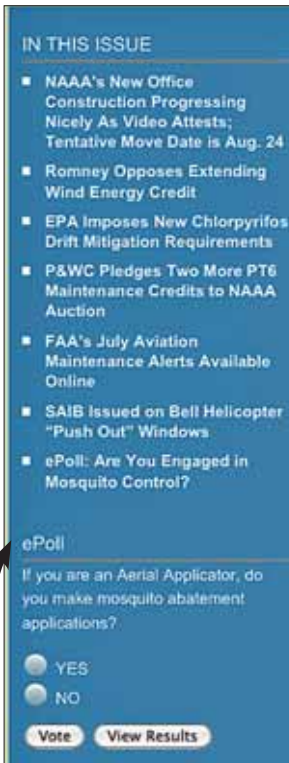 IN THIS ISSUE
NAAA's New Office
Construction Progressing
Nicely As Video Attests;
Tentative Move Date is Aug. 24
Romney Opposes Extending
Wind Energy Credit
EPA Imposes New Chlorpyrifos
Drift Mitigation Requirements
P&WC Pledges Two More PT6
Maintenance Credits to NAAA
Auction
FAA's July Aviation
Maintenance Alerts Available
Online
SAIB Issued on Bell Helicopter
"Push Out" Windows
ePoll: Are You Engaged in
Mosquito Control?
ePoll
If you are an Aerial Applicator, do
you make mosquito abatement
applications?
YES
NO
Vote View Results